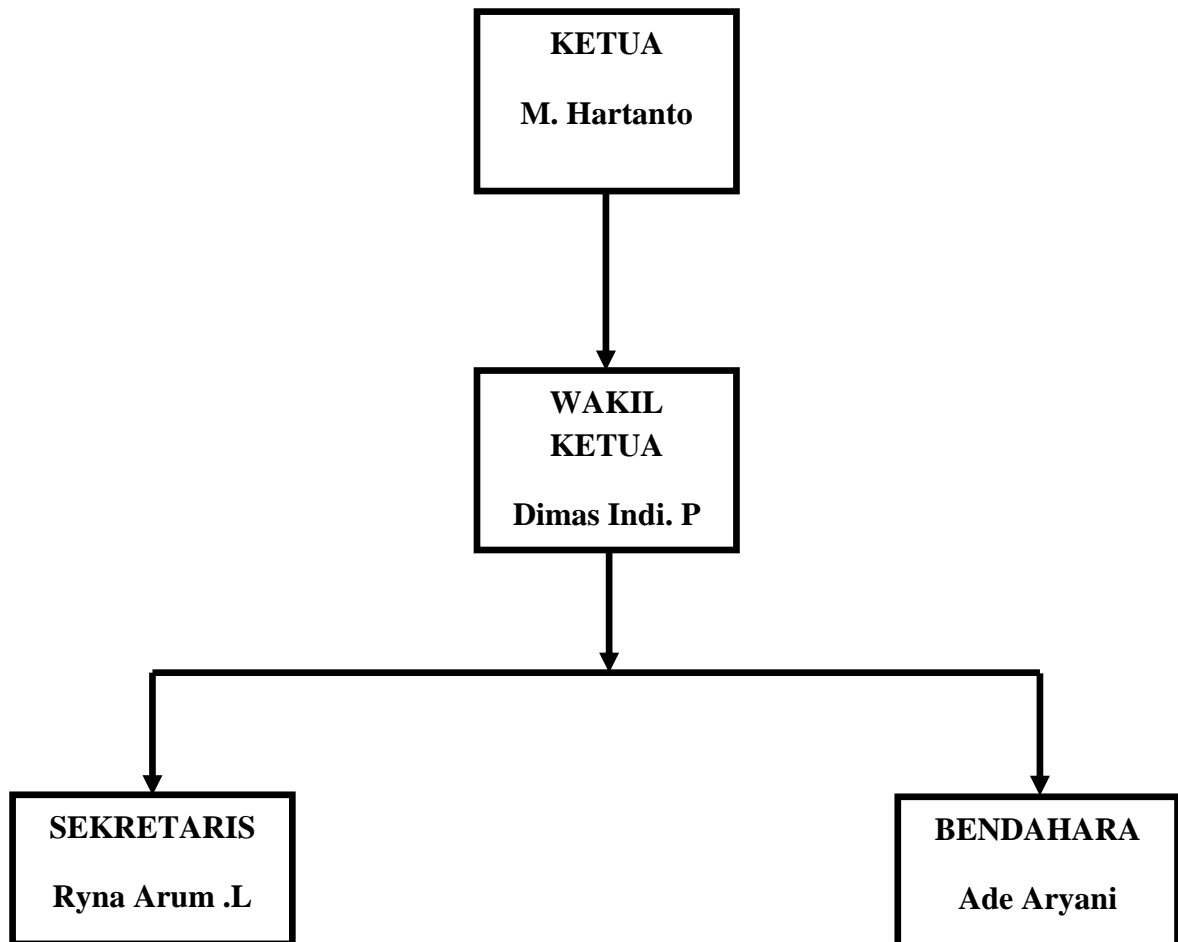 KETUA
M. Hartanto
WAKIL
KETUA
Dimas Indi. P
SEKRETARIS
Ryna Arum .L
BENDAHARA
Ade Aryani